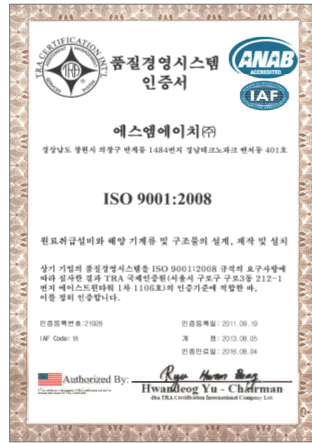 TRA CERTIFICATION INT'L
TRA
품질경영시스템
인증서
ANAB
ACCREDITED
IAF
에스엠에이치㈜
경상남도 창원시 의창구 반계동 1484번지 경남테크노파크 벤처동 401호
ISO 9001:2008
원료취급설비와 해양 기계류 및 구조물의 설계, 제작 및 설치
상기 기업의 품질경영시스템을 ISO 9001:2008 규격의 요구사항에
따라 심사한 결과 TRA 국제인증원(서울시 구로구 구로3동 212-1
번지 에이스트윈타워 1차 1106호)의 인증기준에 적합한 바,
이를 정히 인증합니다.
인증등록번호:21928
인증등록일: 2011.09.19
IAF Code: 18
개 정: 2013.08.05
인증만료일: 2016.08.04
Authorized By:
Hwandeog Yu - Chairman
dba TRA Certification International Company Ltd.